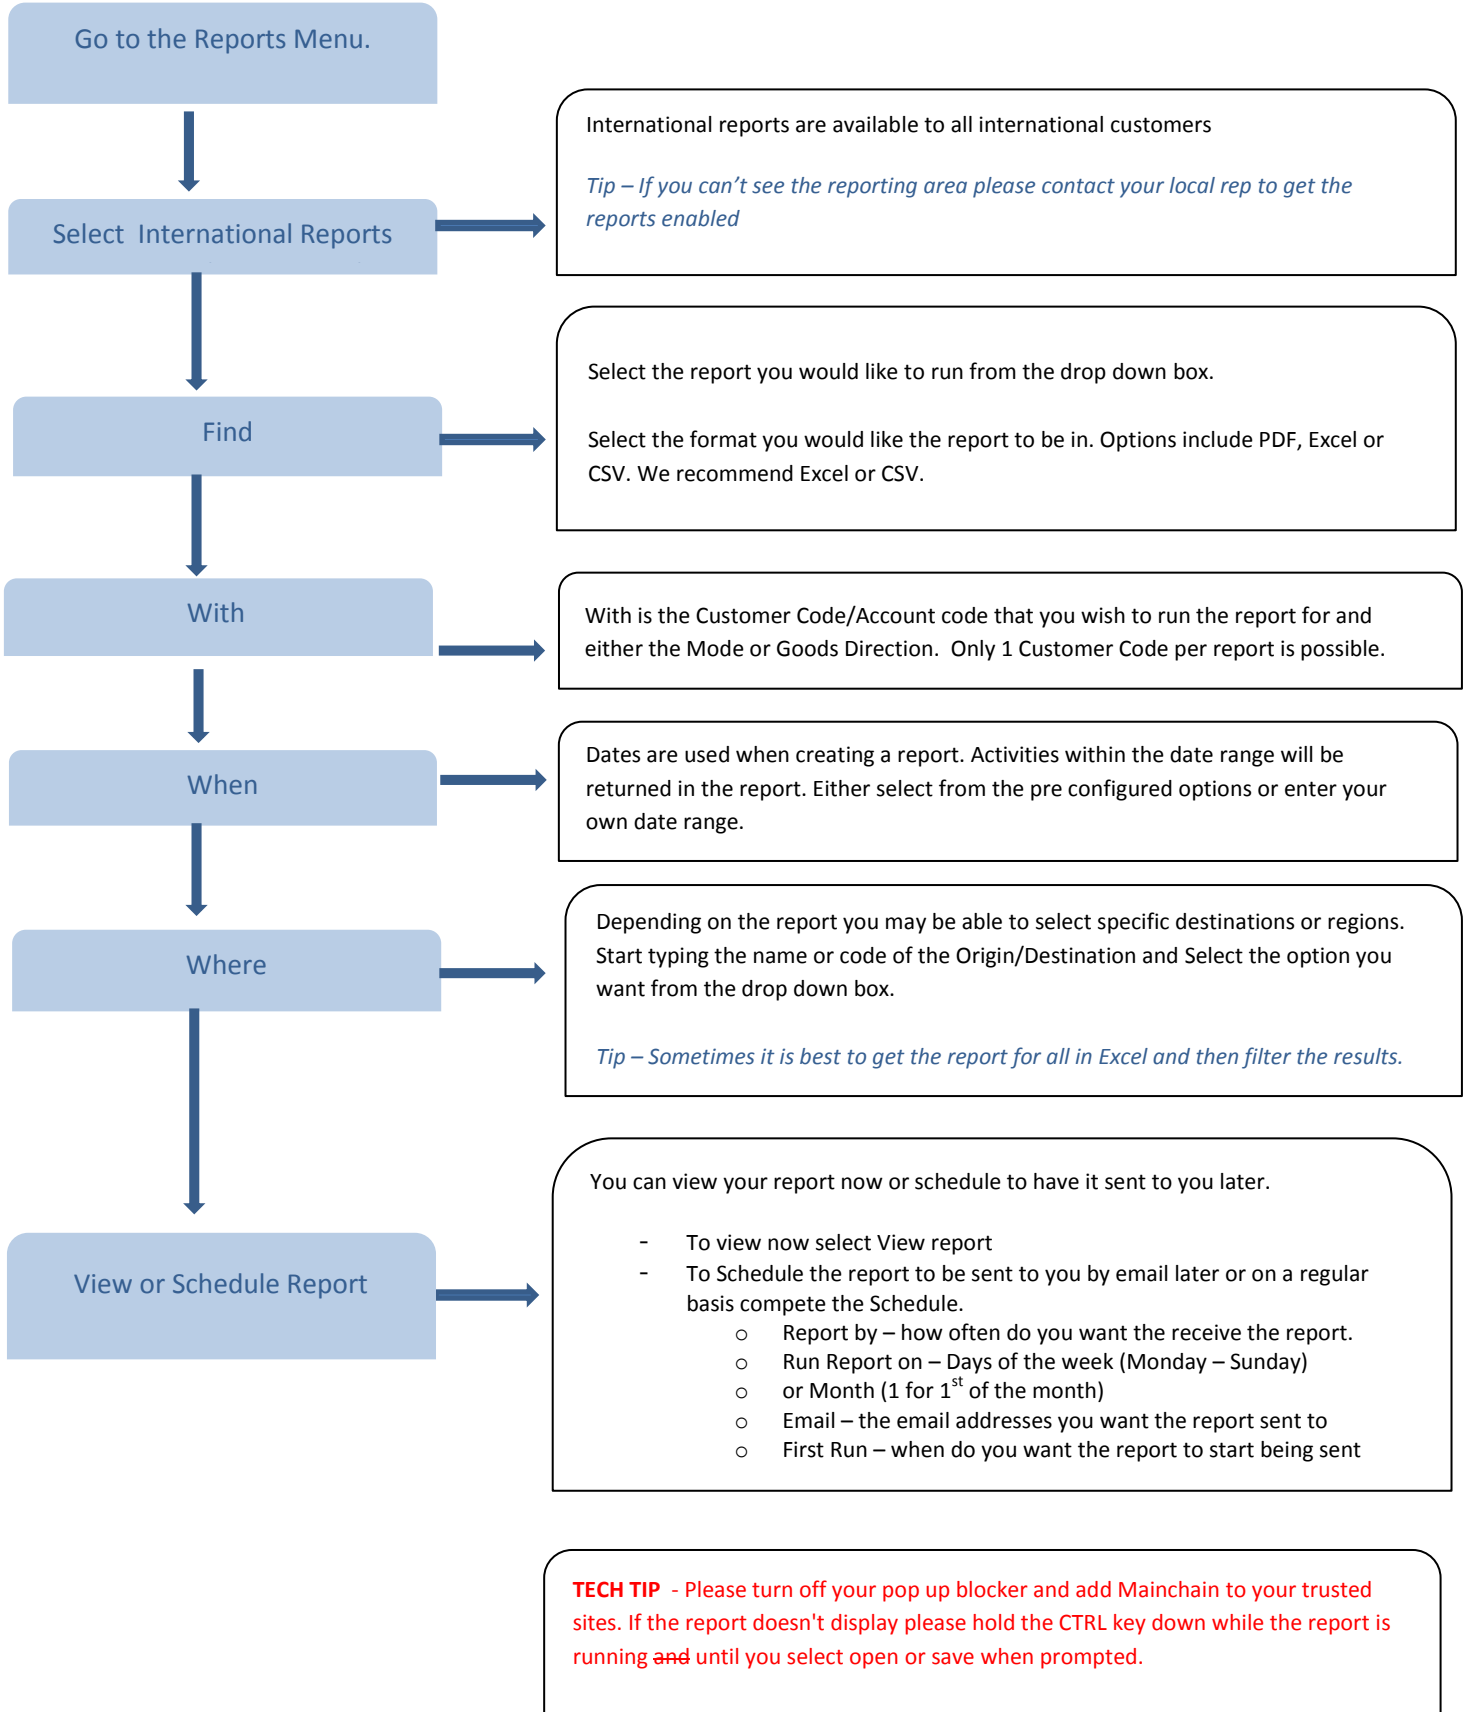 Go to the Reports Menu.
International reports are available to all international customers
Tip – If you can’t see the reporting area please contact your local rep to get the
reports enabled
Select  International Reports
Select the report you would like to run from the drop down box.
Select the format you would like the report to be in. Options include PDF, Excel or
CSV. We recommend Excel or CSV.
Find
With
With is the Customer Code/Account code that you wish to run the report for and
either the Mode or Goods Direction.  Only 1 Customer Code per report is possible.
When
Dates are used when creating a report. Activities within the date range will be
returned in the report. Either select from the pre configured options or enter your
own date range.
Where
Depending on the report you may be able to select specific destinations or regions.
Start typing the name or code of the Origin/Destination and Select the option you
want from the drop down box.
Tip – Sometimes it is best to get the report for all in Excel and then filter the results.
View or Schedule Report
You can view your report now or schedule to have it sent to you later.
- To view now select View report
- To Schedule the report to be sent to you by email later or on a regular
basis compete the Schedule.
o Report by – how often do you want the receive the report.
o Run Report on – Days of the week (Monday – Sunday)
o or Month (1 for 1st of the month)
o Email – the email addresses you want the report sent to
o First Run – when do you want the report to start being sent
TECH TIP  - Please turn off your pop up blocker and add Mainchain to your trusted
sites. If the report doesn't display please hold the CTRL key down while the report is
running and until you select open or save when prompted.